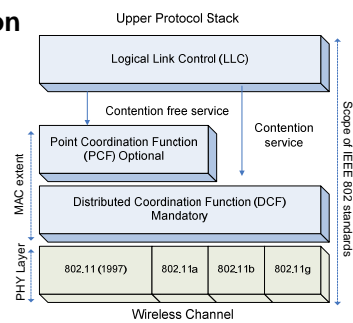 on
Upper Protocol Stack
Logical Link Control (LLC)
Contention free service
Contention
service
Point Coordination Function
(PCF) Optional
Distributed Coordination Function (DCF)
Mandatory
802.11 (1997)
802.11a
802.11b
802.11g
Wireless Channel
MAC extent
PHY Layer
Scope of IEEE 802 standards